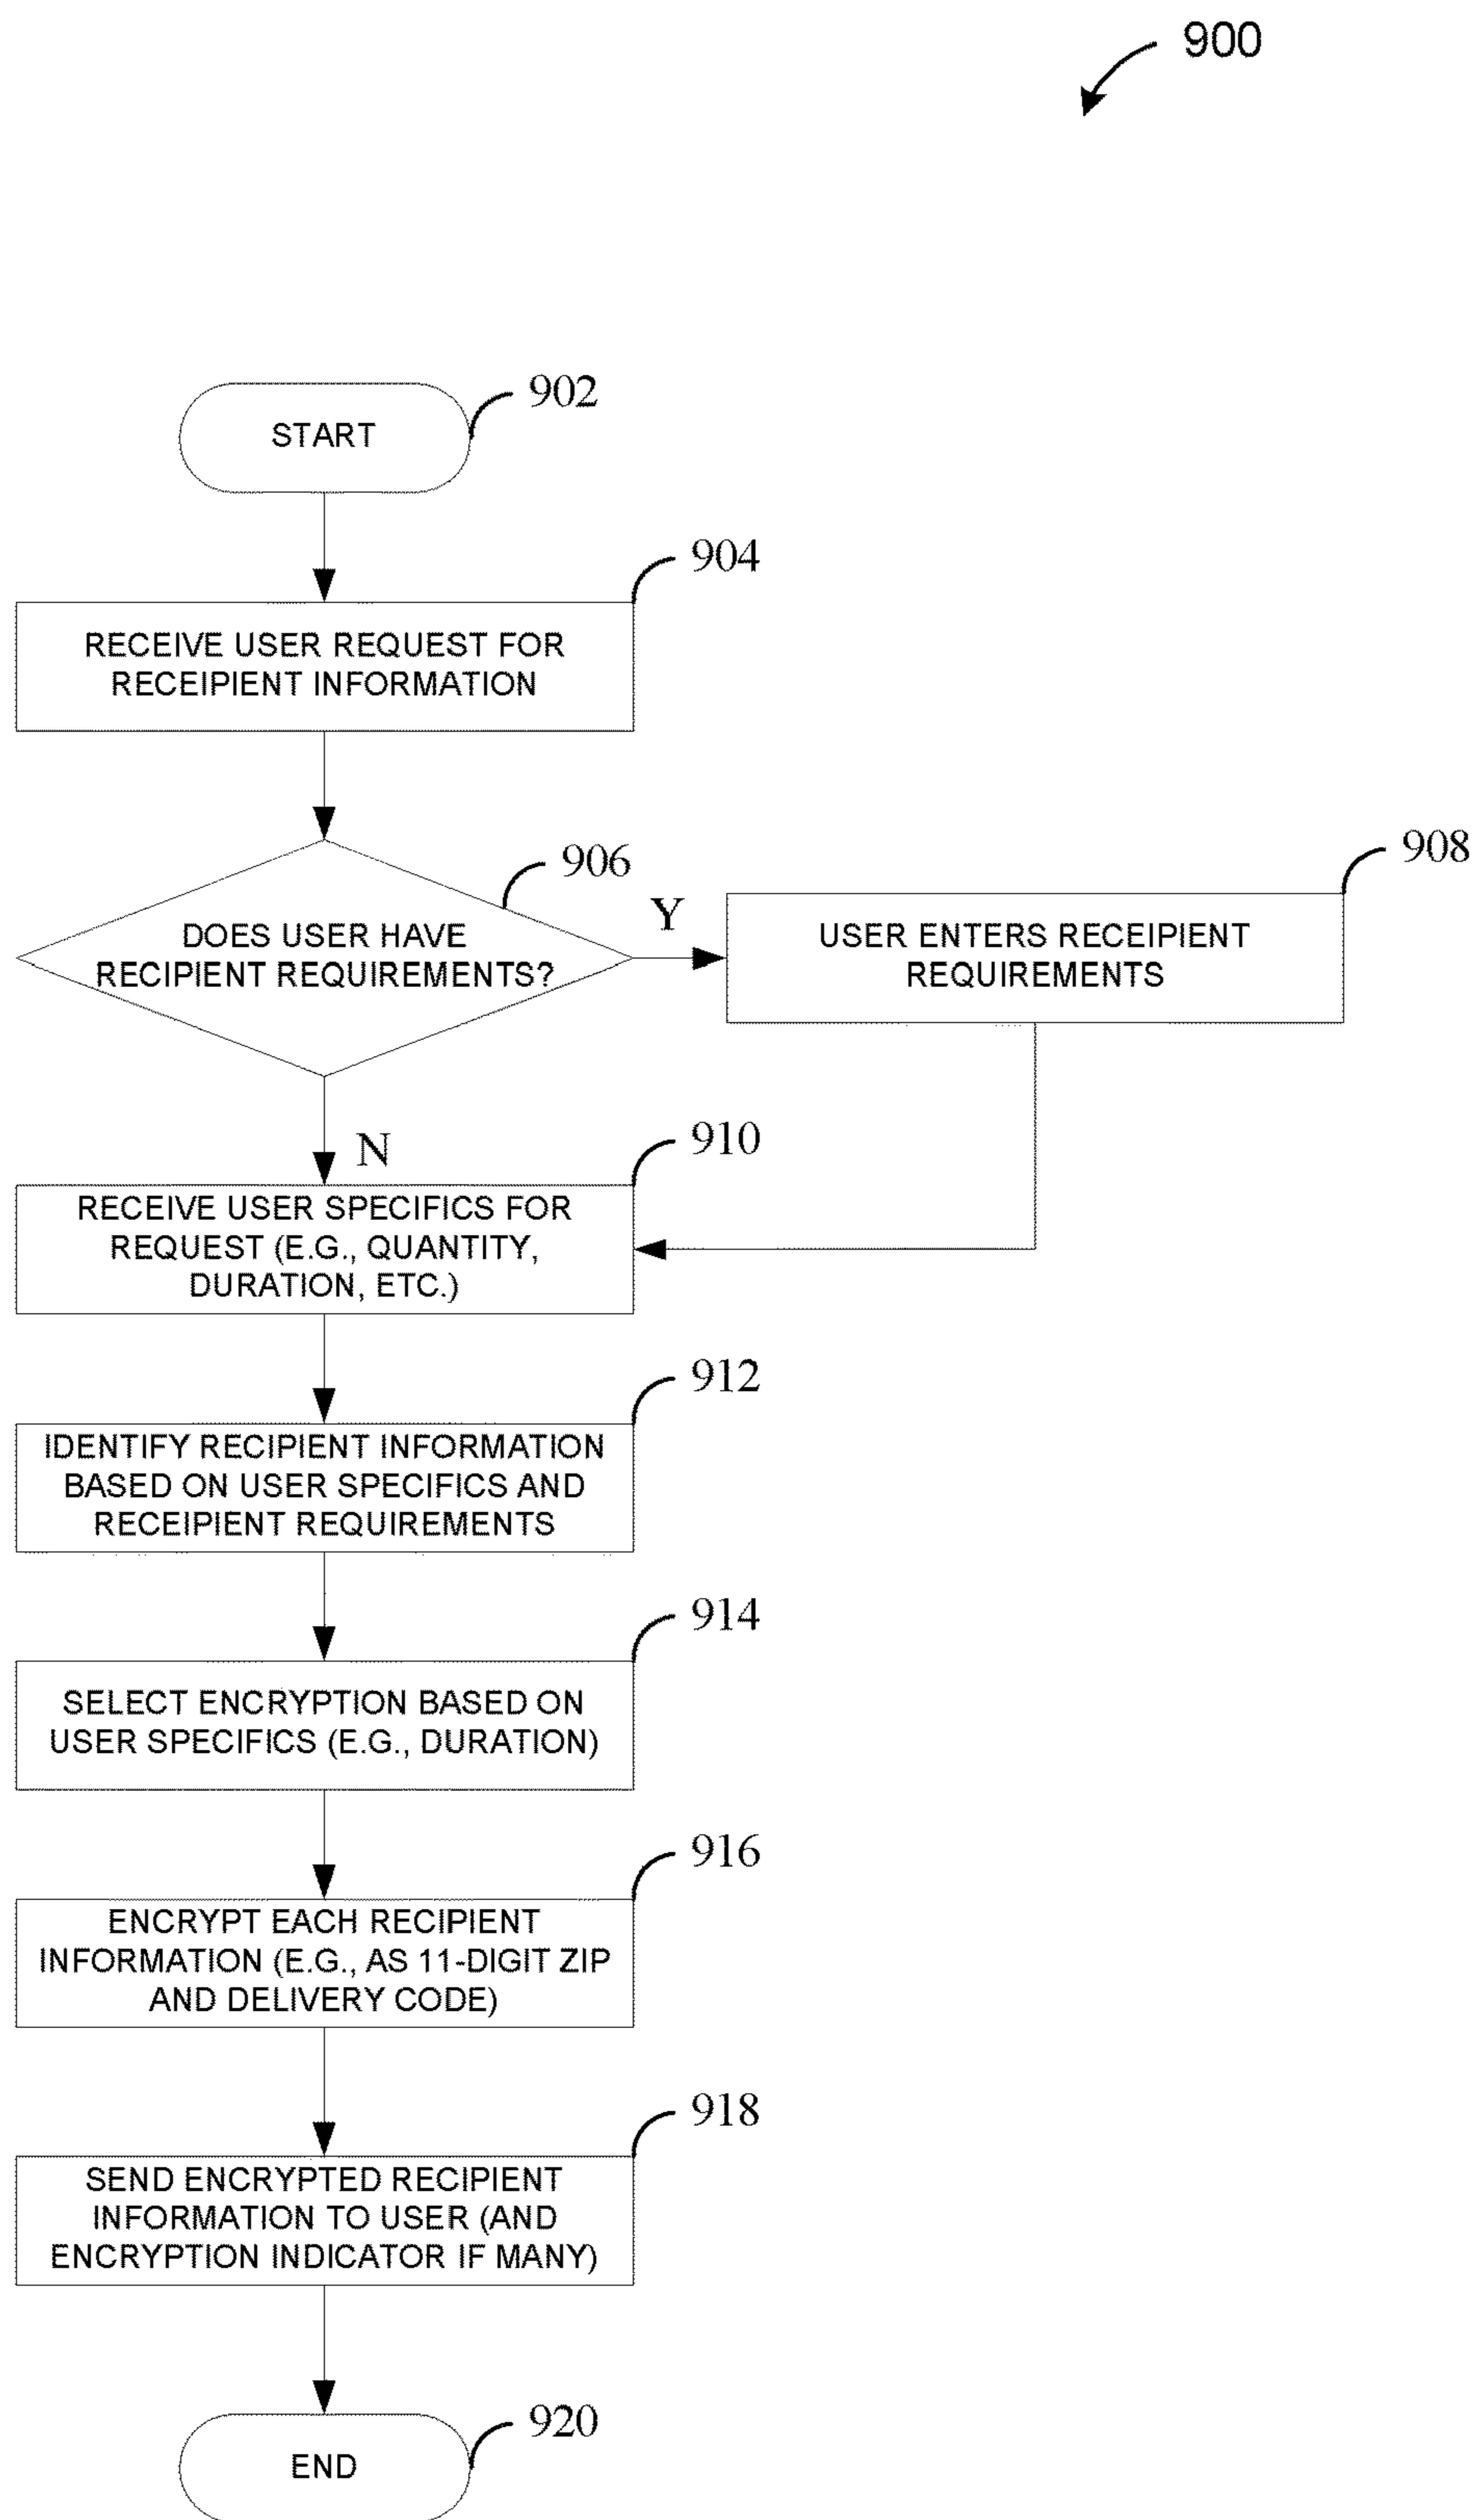 900
902
START
904
RECEIVE USER REQUEST FOR
RECEIPIENT INFORMATION
906
DOES USER HAVE
RECIPIENT REQUIREMENTS?
Y
908
USER ENTERS RECEIPIENT
REQUIREMENTS
N
910
RECEIVE USER SPECIFICS FOR
REQUEST (E.G., QUANTITY,
DURATION, ETC.)
912
IDENTIFY RECIPIENT INFORMATION
BASED ON USER SPECIFICS AND
RECEIPIENT REQUIREMENTS
914
SELECT ENCRYPTION BASED ON
USER SPECIFICS (E.G., DURATION)
916
ENCRYPT EACH RECIPIENT
INFORMATION (E.G., AS 11-DIGIT ZIP
AND DELIVERY CODE)
918
SEND ENCRYPTED RECIPIENT
INFORMATION TO USER (AND
ENCRYPTION INDICATOR IF MANY)
920
END